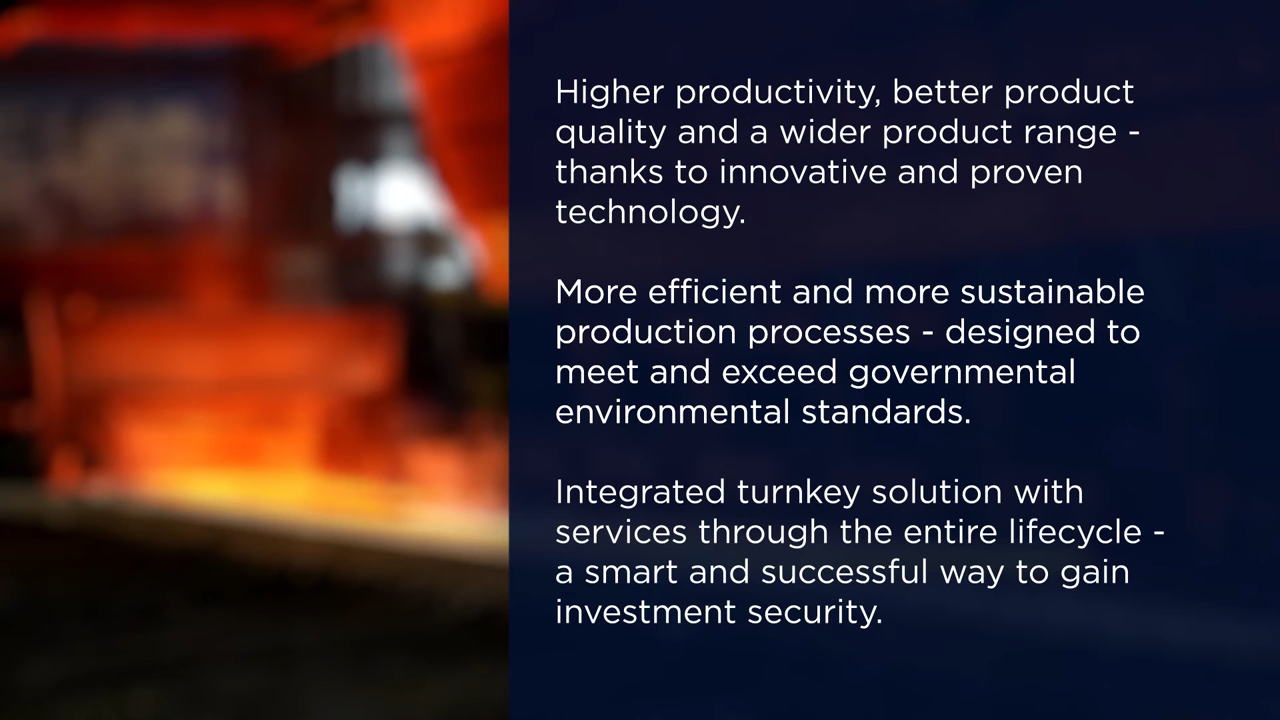 Higher productivity, better product
quality and a wider product range -
thanks to innovative and proven
technology.
More efficient and more sustainable
production processes - designed to
meet and exceed governmental
environmental standards.
Integrated turnkey solution with
services through the entire lifecycle -
a smart and successful way to gain
investment security.